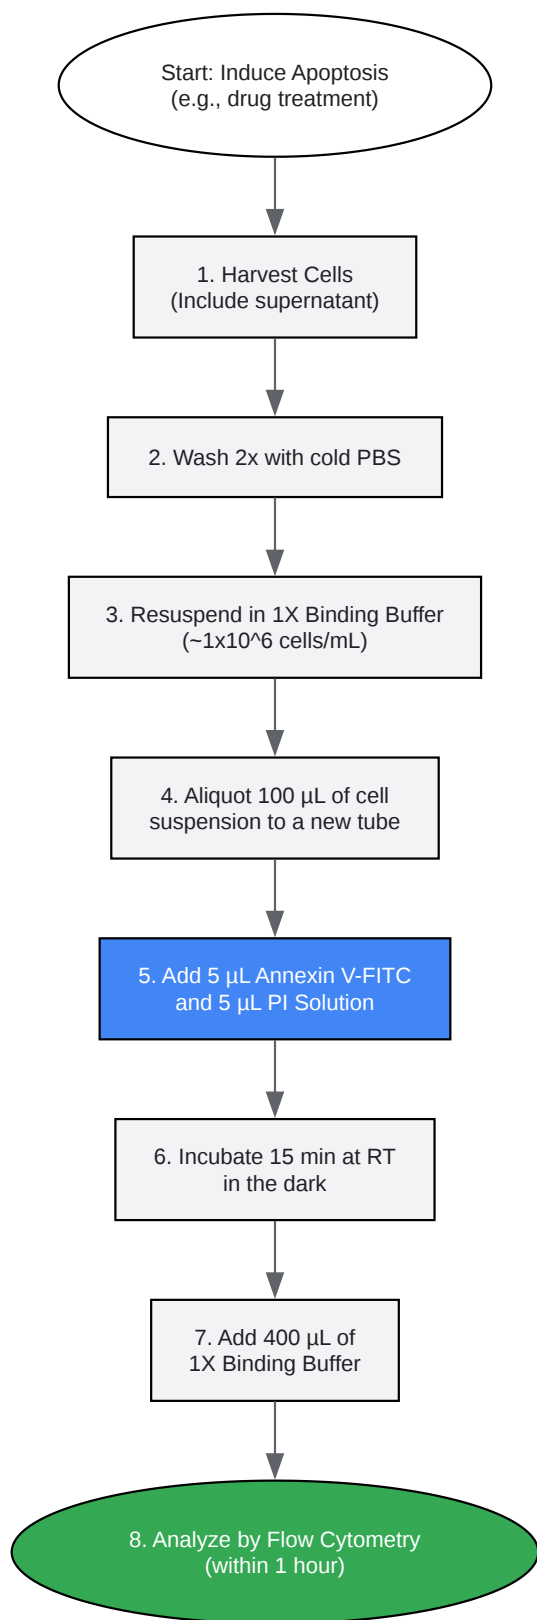 Start: Induce Apoptosis
(e.g., drug treatment)
1. Harvest Cells
(Include supernatant)
2. Wash 2x with cold PBS
3. Resuspend in 1X Binding Buffer
(~1x10^6 cells/mL)
4. Aliquot 100 µL of cell
suspension to a new tube
5. Add 5 µL Annexin V-FITC
and 5 µL PI Solution
6. Incubate 15 min at RT
in the dark
7. Add 400 µL of
1X Binding Buffer
8. Analyze by Flow Cytometry
(within 1 hour)